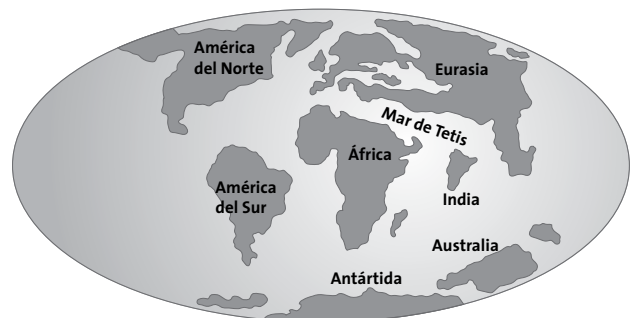 América
del Norte
Eurasia
Mar de Tetis
África
América
del Sur
India
Australia
Antártida